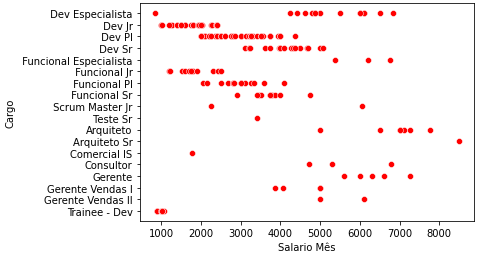 Dev Especialista
Dev Jr
Dev Pl
Dev Sr
Funcional Especialista
Funcional Jr
Funcional Pl
Funcional Sr
Scrum Master Jr
Teste Sr
Arquiteto
Arquiteto Sr
Comercial IS
Consultor
Gerente
Gerente Vendas I
Gerente Vendas II
Trainee - Dev
Cargo
1000 2000 3000 4000 5000 6000 7000 8000
Salario Mês